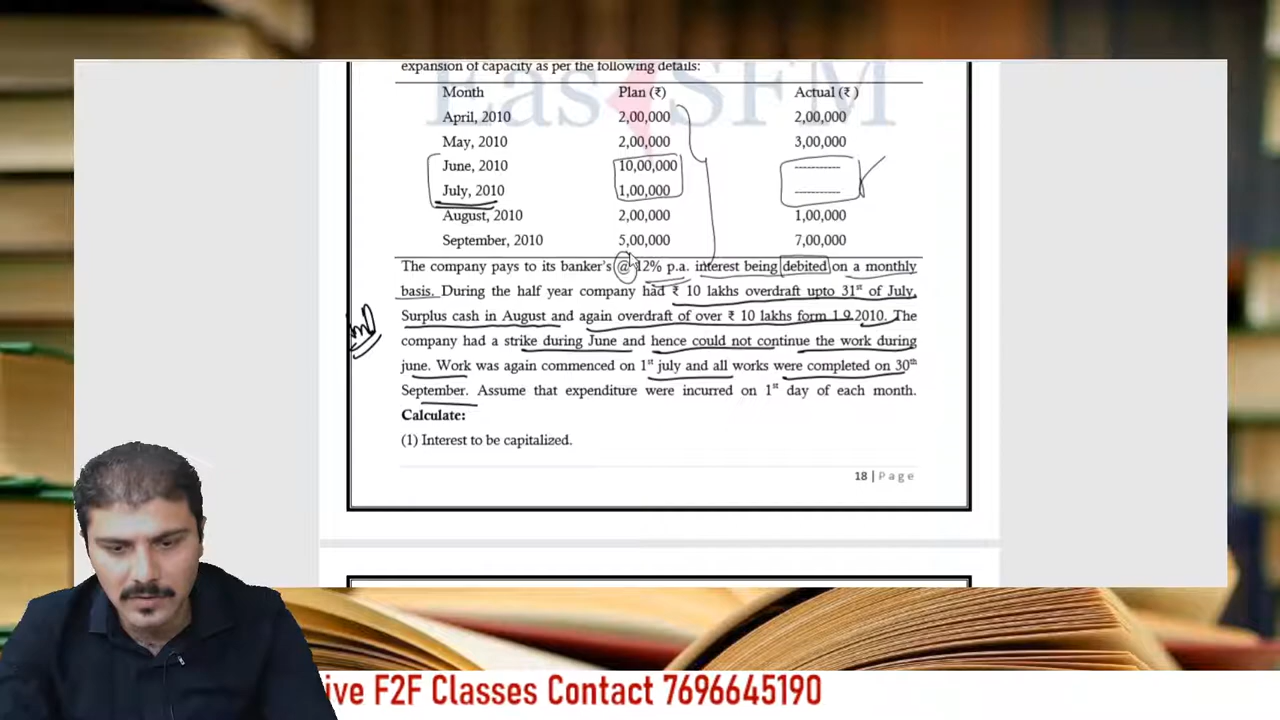 expansion of capacity as per the following details:
Month Plan (₹) Actual (₹ )
April, 2010 2,00,000 2,00,000
May, 2010 2,00,000 3,00,000
June, 2010 10,00,000 ----------
July, 2010 1,00,000 ----------
August, 2010 2,00,000 1,00,000
September, 2010 5,00,000 7,00,000
The company pays to its banker's @ 12% p.a. interest being debited on a monthly
basis. During the half year company had ₹ 10 lakhs overdraft upto 31st of July,
Surplus cash in August and again overdraft of over ₹ 10 lakhs form 1.9.2010. The
company had a strike during June and hence could not continue the work during
june. Work was again commenced on 1st july and all works were completed on 30th
September. Assume that expenditure were incurred on 1st day of each month.
Calculate:
(1) Interest to be capitalized.
18 | Page
ive F2F Classes Contact 7696645190